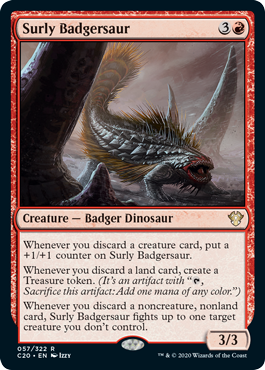 Surly Badgersaur 3
Creature — Badger Dinosaur
Whenever you discard a creature card, put a
+1/+1 counter on Surly Badgersaur.
Whenever you discard a land card, create a
Treasure token. (It's an artifact with “, 
Sacrifice this artifact: Add one mana of any color.”)
Whenever you discard a noncreature, nonland
card, Surly Badgersaur fights up to one target
creature you don't control.
3/3
057/322 R
C20 • EN Izzy
™ & © 2020 Wizards of the Coast